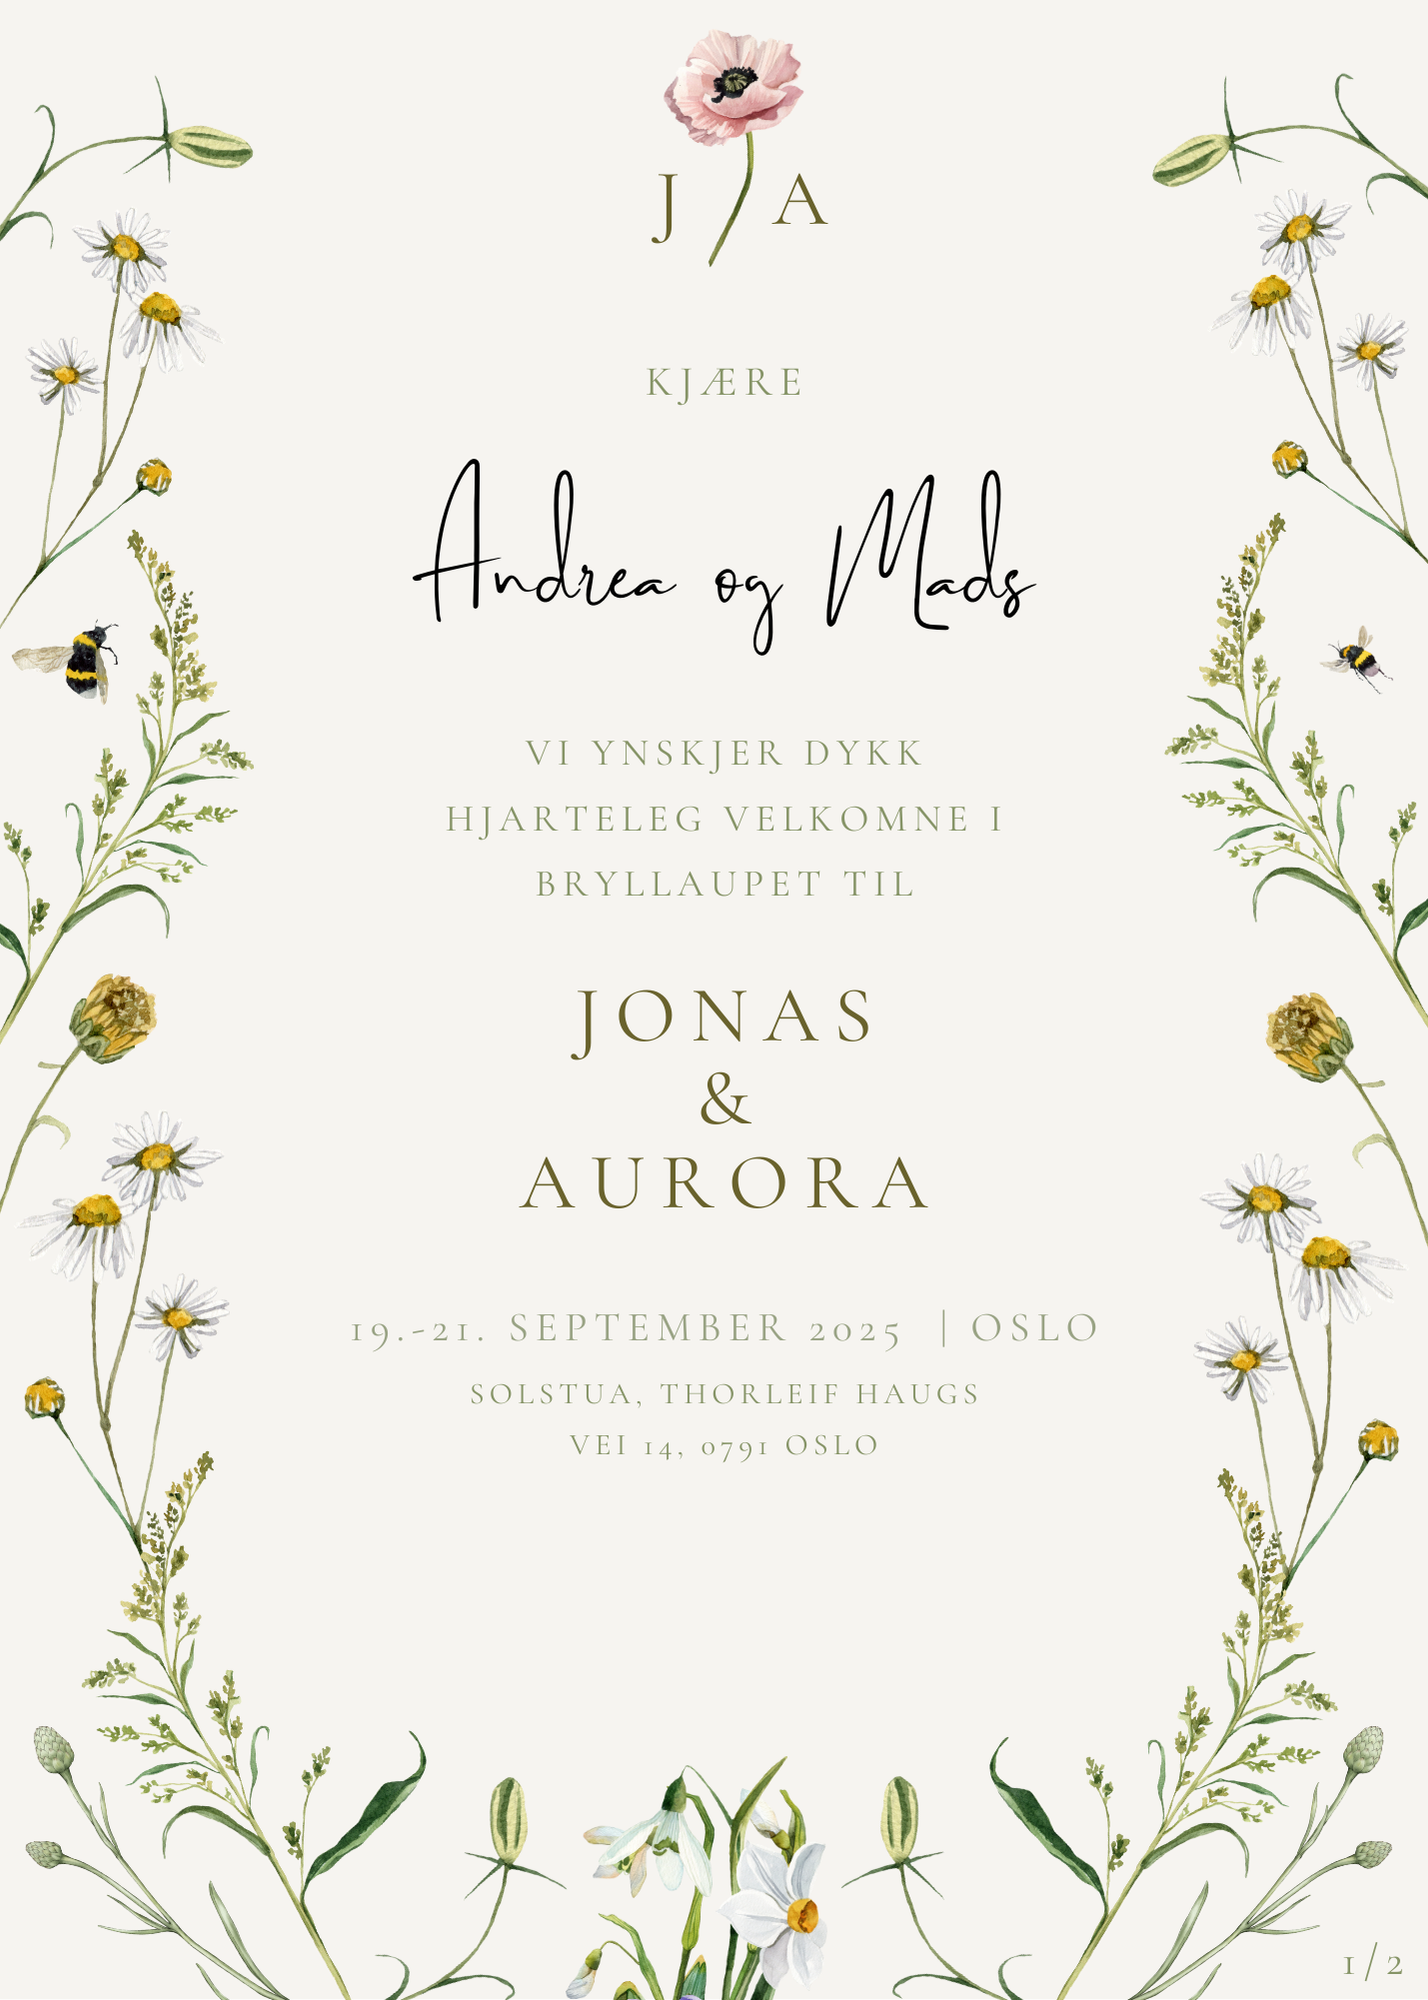 J A
KJÆRE
Andrea og Mads
VI YNSKJER DYKK
HJARTELEG VELKOMNE I
BRYLLAUPET TIL
JONAS
&
AURORA
19.-21. SEPTEMBER 2025 | OSLO
SOLSTUA, THORLEIF HAUGS
VEI 14, 0791 OSLO
1/2